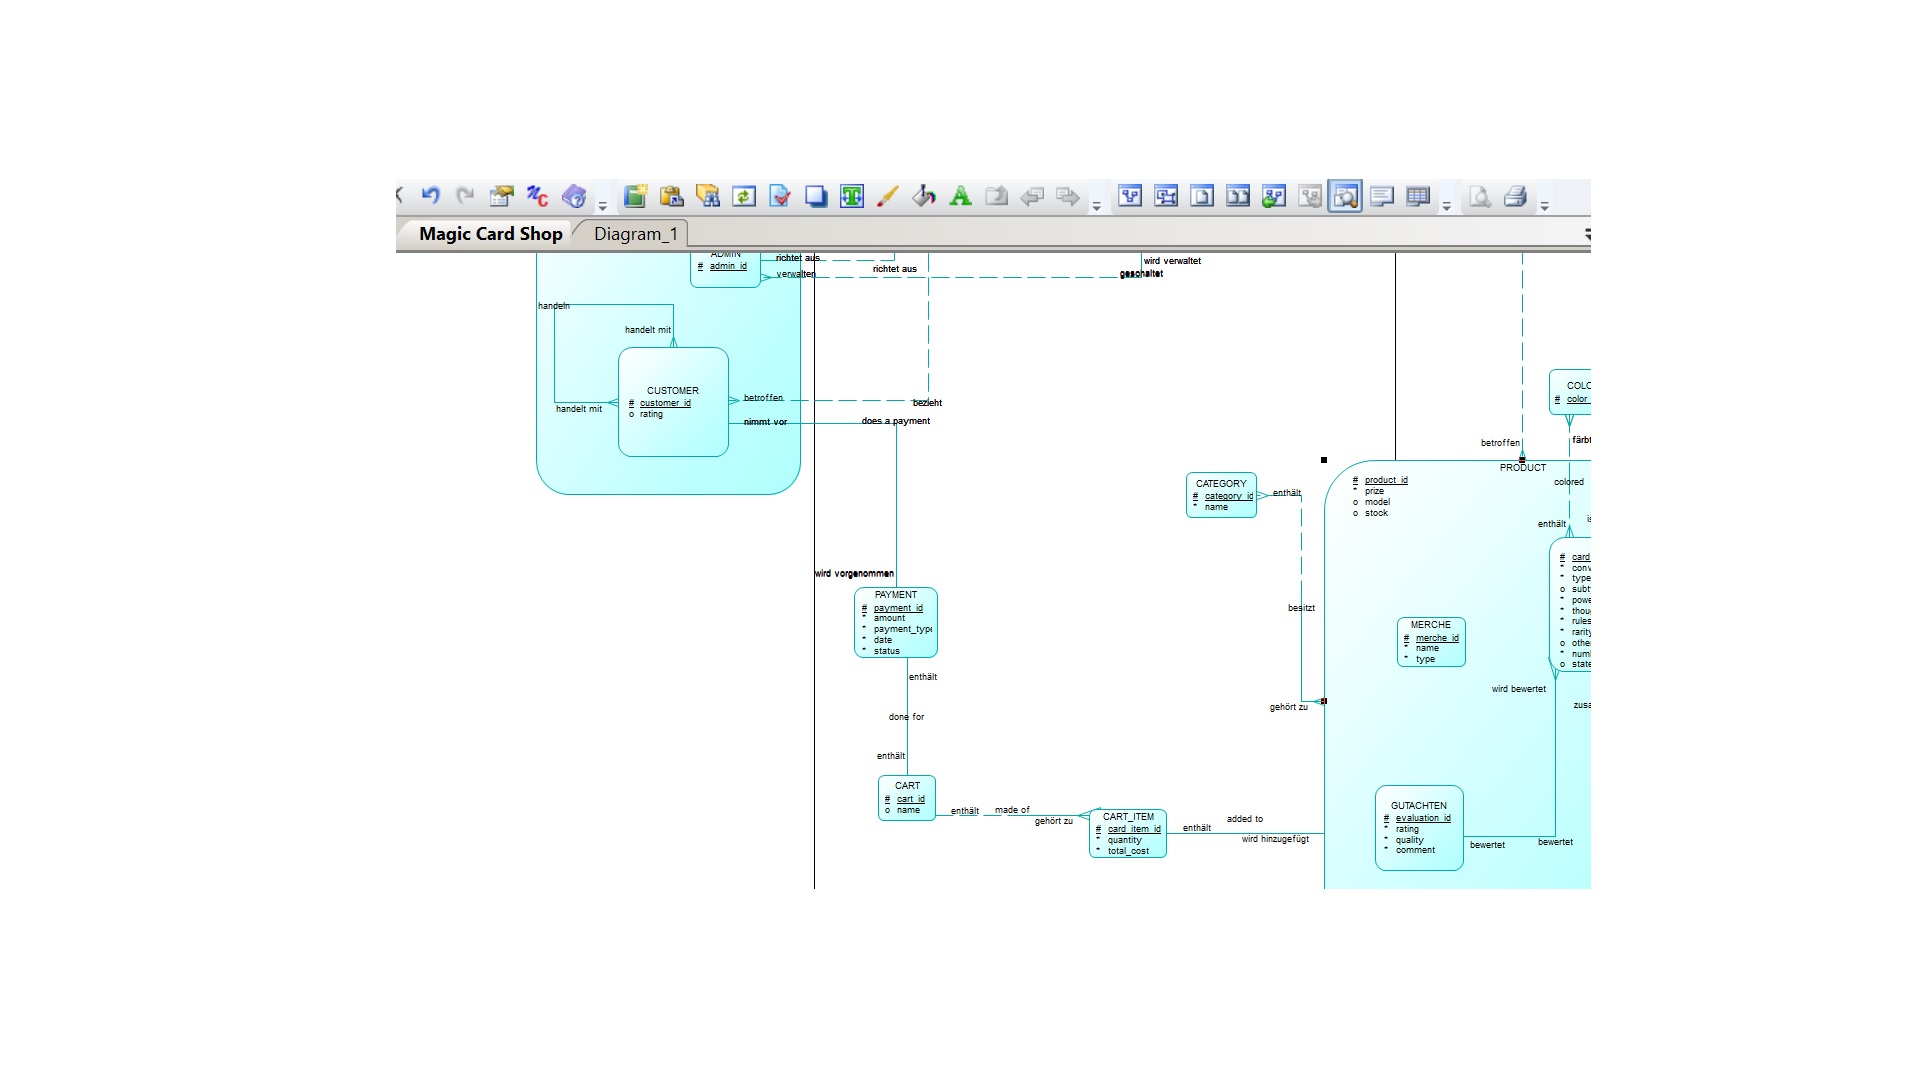 Magic Card Shop
Diagram_1
ADMIN
# admin_id
richtet aus
verwalten
richtet aus
wird verwaltet
geschaltet
handeln
handelt mit
handelt mit
CUSTOMER
# customer_id
o rating
betroffen
bezieht
nimmt vor
does a payment
wird vorgenommen
PAYMENT
# payment_id
* amount
* payment_type
* date
* status
enthält
done for
enthält
CART
# cart_id
o name
enthält
made of
gehört zu
CART_ITEM
# card_item_id
* quantity
* total_cost
enthält
added to
wird hinzugefügt
CATEGORY
# category_id
* name
enthält
besitzt
gehört zu
betroffen
PRODUCT
# product_id
* prize
o model
o stock
COLO
# color_
färbt
colored
enthält
is
# card
* conv
* type
o subt
* powe
* thou
* rules
* rarity
o othe
* num
o state
MERCHE
# merche_id
* name
* type
wird bewertet
zusa
GUTACHTEN
# evaluation_id
* rating
* quality
* comment
bewertet
bewertet